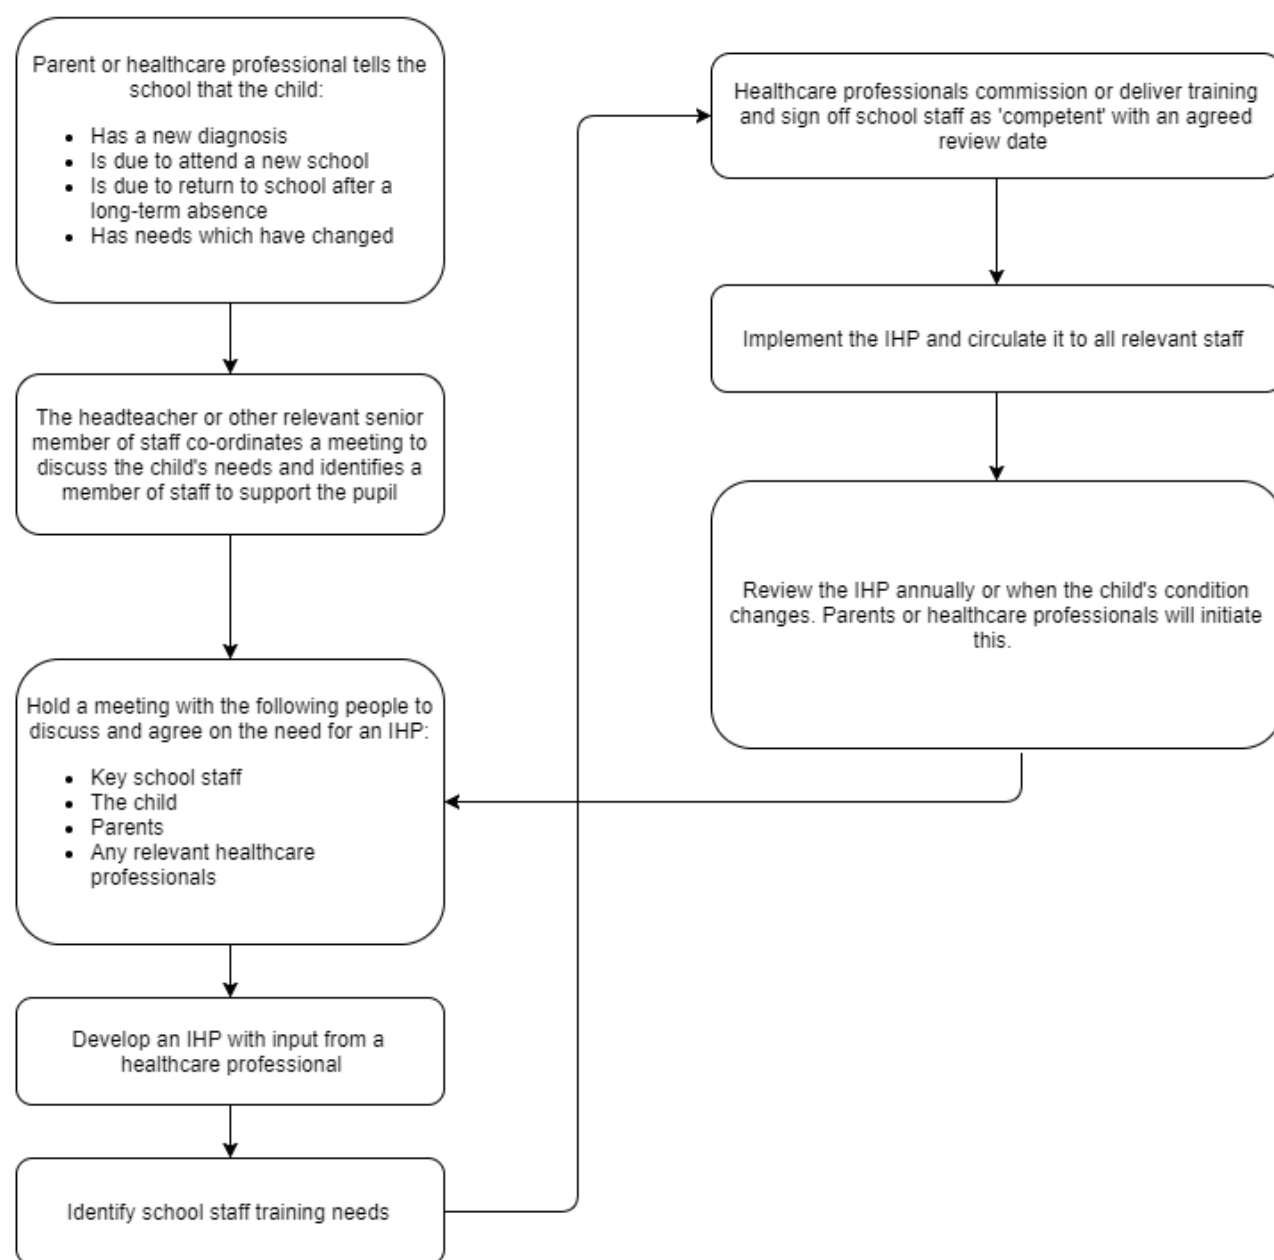 Parent or healthcare professional tells the
school that the child:
• Has a new diagnosis
• Is due to attend a new school
• Is due to return to school after a
long-term absence
• Has needs which have changed
The headteacher or other relevant senior
member of staff co-ordinates a meeting to
discuss the child's needs and identifies a
member of staff to support the pupil
Hold a meeting with the following people to
discuss and agree on the need for an IHP:
• Key school staff
• The child
• Parents
• Any relevant healthcare
professionals
Develop an IHP with input from a
healthcare professional
Identify school staff training needs
Healthcare professionals commission or deliver training
and sign off school staff as 'competent' with an agreed
review date
Implement the IHP and circulate it to all relevant staff
Review the IHP annually or when the child's condition
changes. Parents or healthcare professionals will initiate
this.